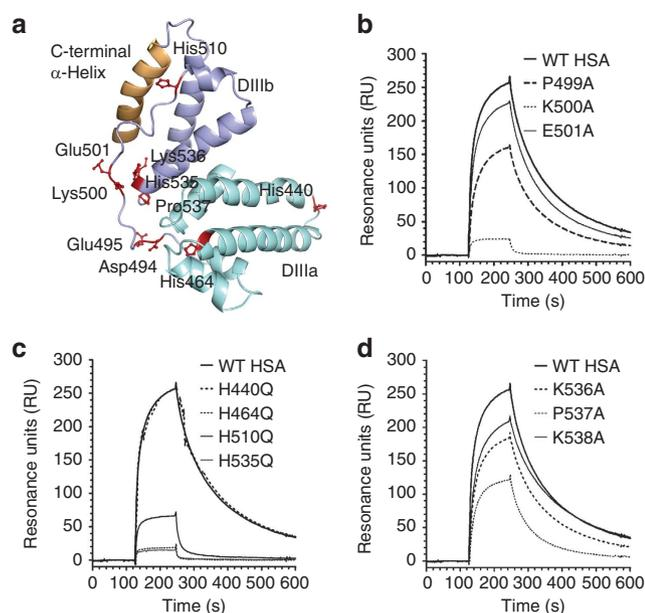 a
C-terminal
α-Helix
His510
DIIIb
Glu501
Lys536
Lys500
His535
His440
Pro537
Glu495
Asp494
His464
DIIIa
b
WT HSA
P499A
K500A
E501A
Resonance units (RU)
300
250
200
150
100
50
0
0 100 200 300 400 500 600
Time (s)
c
WT HSA
H440Q
H464Q
H510Q
H535Q
Resonance units (RU)
300
250
200
150
100
50
0
0 100 200 300 400 500 600
Time (s)
d
WT HSA
K536A
P537A
K538A
Resonance units (RU)
300
250
200
150
100
50
0
0 100 200 300 400 500 600
Time (s)